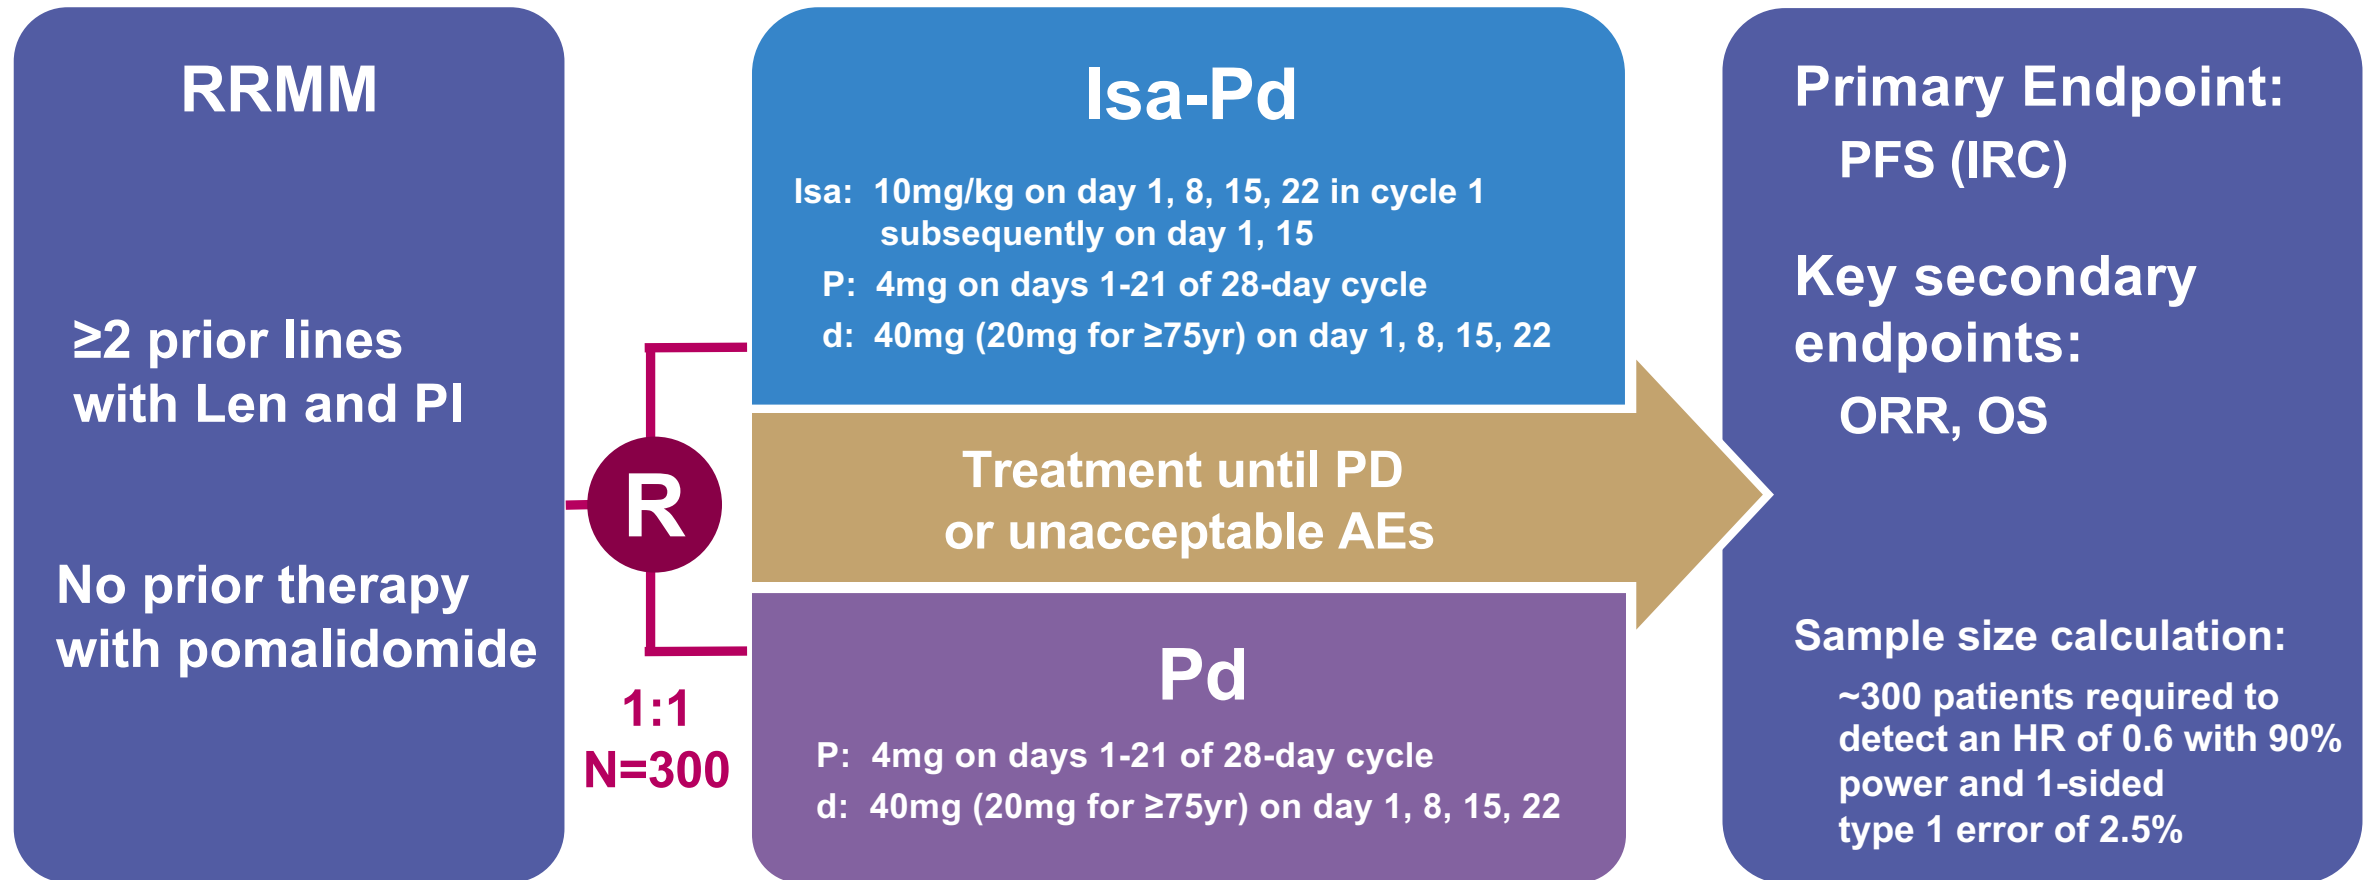 RRMM
≥2 prior lines
with Len and PI
No prior therapy
with pomalidomide
R
1:1
N=300
Isa-Pd
Isa: 10mg/kg on day 1, 8, 15, 22 in cycle 1
subsequently on day 1, 15
P: 4mg on days 1-21 of 28-day cycle
d: 40mg (20mg for ≥75yr) on day 1, 8, 15, 22
Treatment until PD
or unacceptable AEs
Pd
P: 4mg on days 1-21 of 28-day cycle
d: 40mg (20mg for ≥75yr) on day 1, 8, 15, 22
Primary Endpoint:
PFS (IRC)
Key secondary
endpoints:
ORR, OS
Sample size calculation:
~300 patients required to
detect an HR of 0.6 with 90%
power and 1-sided
type 1 error of 2.5%